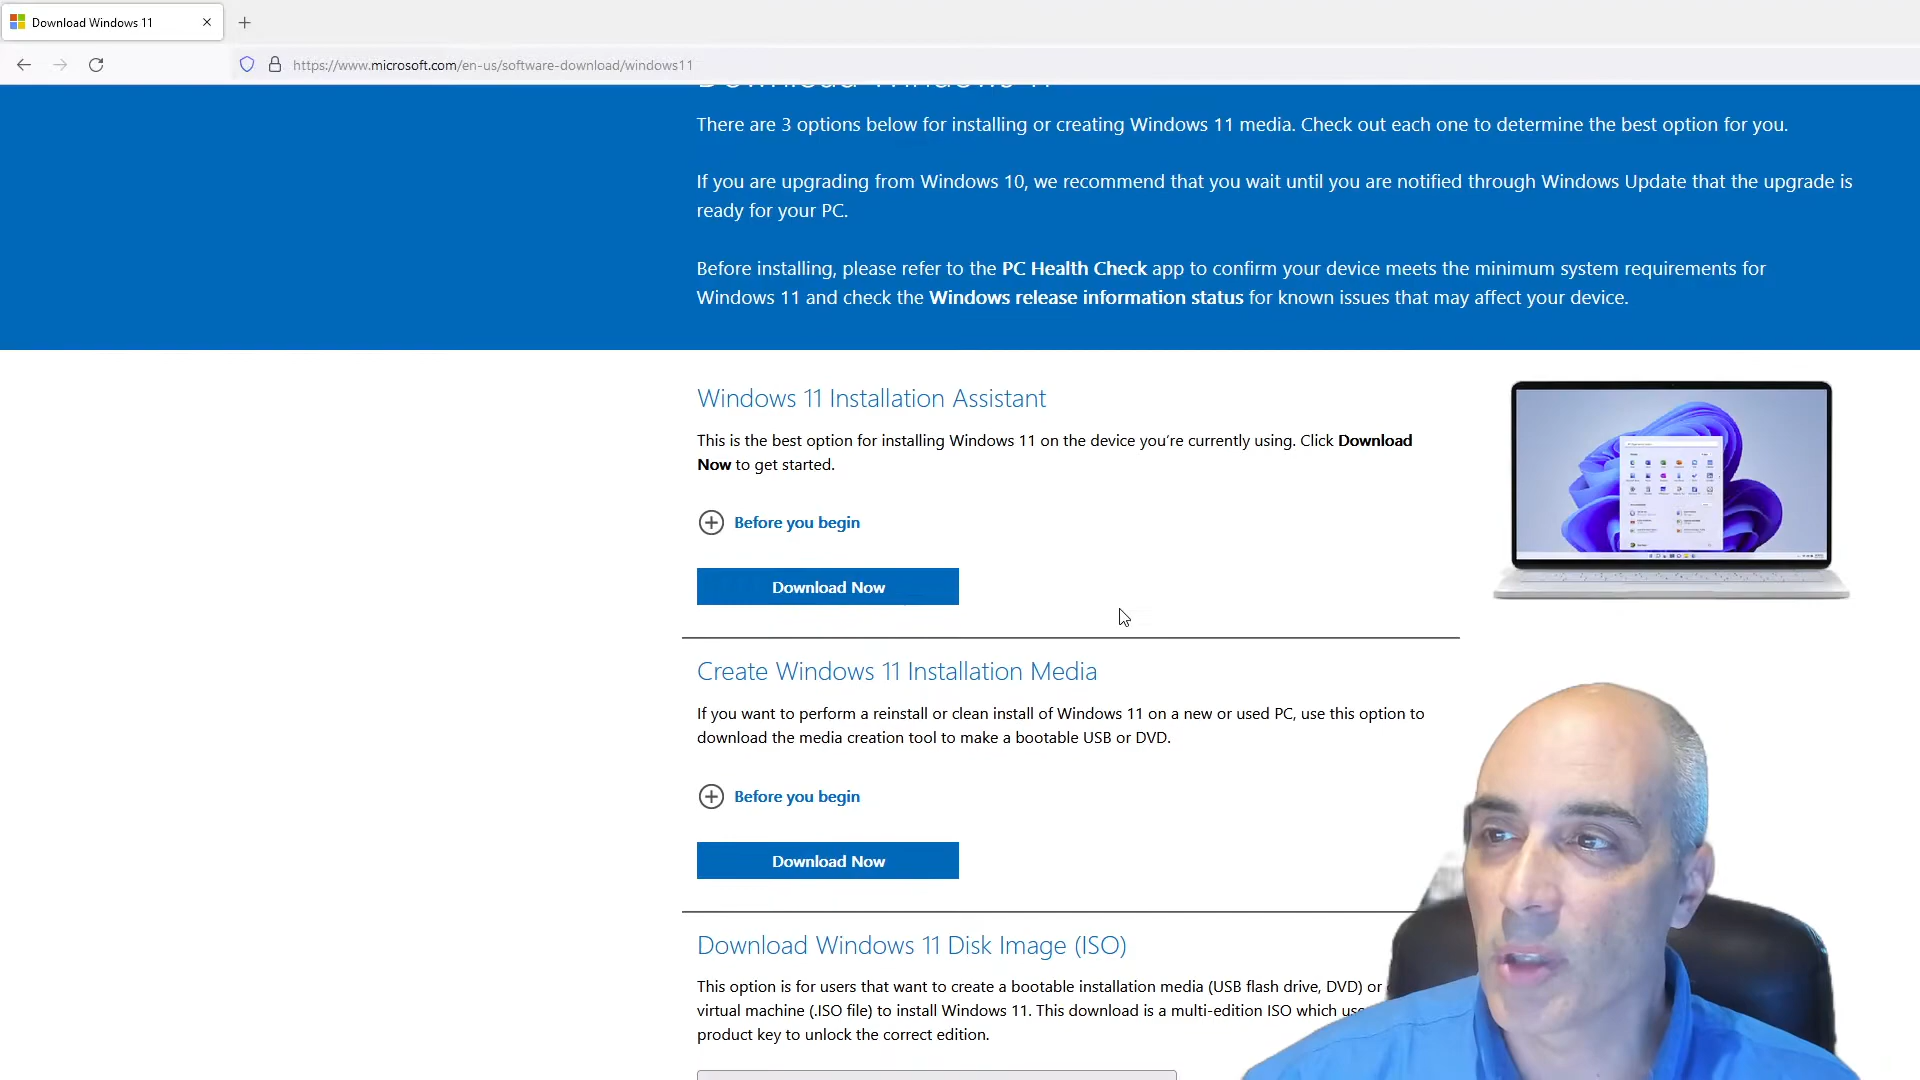 Download Windows 11
https://www.microsoft.com/en-us/software-download/windows11
Download Windows 11
There are 3 options below for installing or creating Windows 11 media. Check out each one to determine the best option for you.
If you are upgrading from Windows 10, we recommend that you wait until you are notified through Windows Update that the upgrade is
ready for your PC.
Before installing, please refer to the PC Health Check app to confirm your device meets the minimum system requirements for
Windows 11 and check the Windows release information status for known issues that may affect your device.
Windows 11 Installation Assistant
This is the best option for installing Windows 11 on the device you’re currently using. Click Download
Now to get started.
Before you begin
Download Now
Create Windows 11 Installation Media
If you want to perform a reinstall or clean install of Windows 11 on a new or used PC, use this option to
download the media creation tool to make a bootable USB or DVD.
Before you begin
Download Now
Download Windows 11 Disk Image (ISO)
This option is for users that want to create a bootable installation media (USB flash drive, DVD) or
virtual machine (.ISO file) to install Windows 11. This download is a multi-edition ISO which
product key to unlock the correct edition.